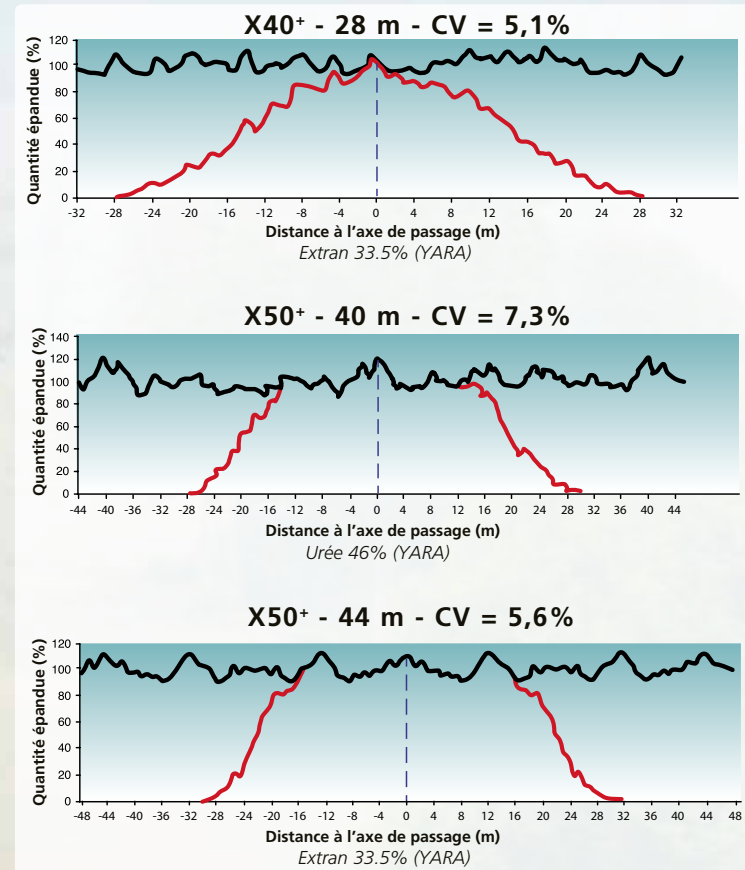 X40⁺ - 28 m - CV = 5,1%
Quantité épandue (%)
120
100
80
60
40
20
0
-32 -28 -24 -20 -16 -12 -8 -4 0 4 8 12 16 20 24 28 32
Distance à l'axe de passage (m)
Extran 33.5% (YARA)
X50⁺ - 40 m - CV = 7,3%
Quantité épandue (%)
140
120
100
80
60
40
20
0
-44 -40 -36 -32 -28 -24 -20 -16 -12 -8 -4 0 4 8 12 16 20 24 28 32 36 40 44
Distance à l'axe de passage (m)
Urée 46% (YARA)
X50⁺ - 44 m - CV = 5,6%
Quantité épandue (%)
120
100
80
60
40
20
0
-48 -44 -40 -36 -32 -28 -24 -20 -16 -12 -8 -4 0 4 8 12 16 20 24 28 32 36 40 44 48
Distance à l'axe de passage (m)
Extran 33.5% (YARA)